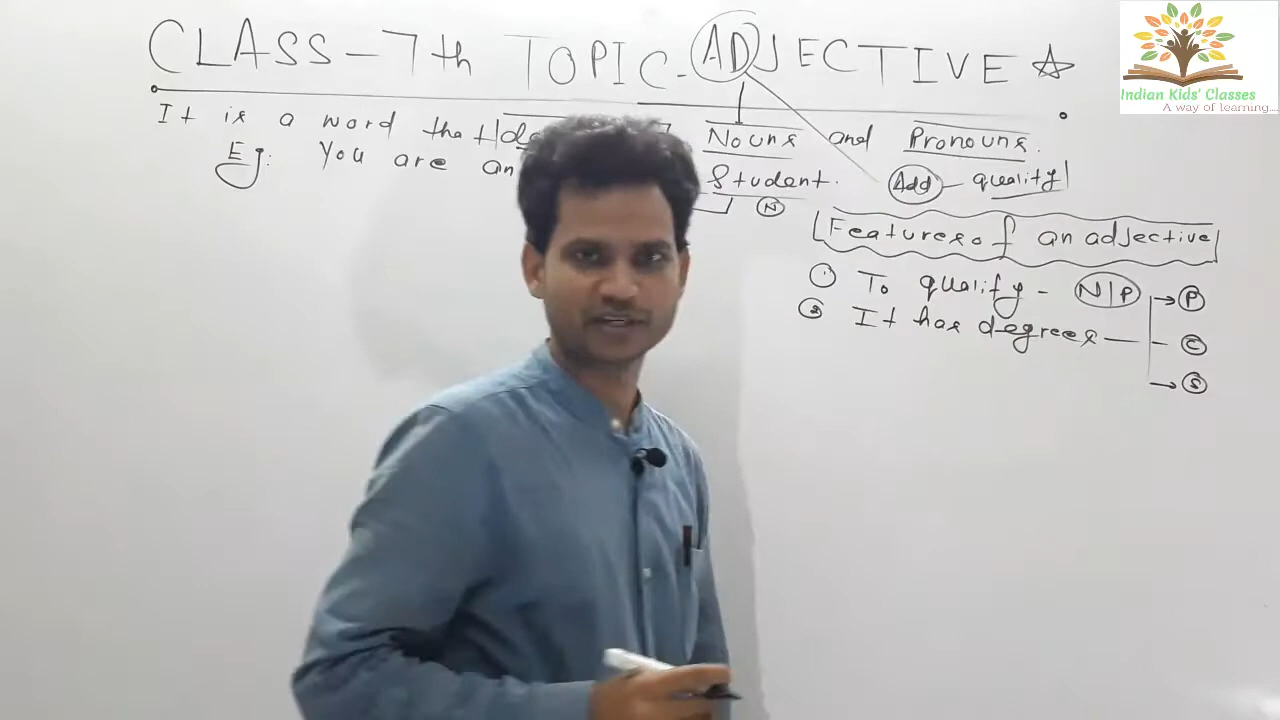 CLASS-7th TOPIC-ADJECTIVE
It is a word that Nouns and Pronouns.
Eg: You are an Student.
N
Add - quality
Features of an adjective
1 To qualify - N/P
2 It has degrees
P
C
S
Indian Kids' Classes
A way of learning....